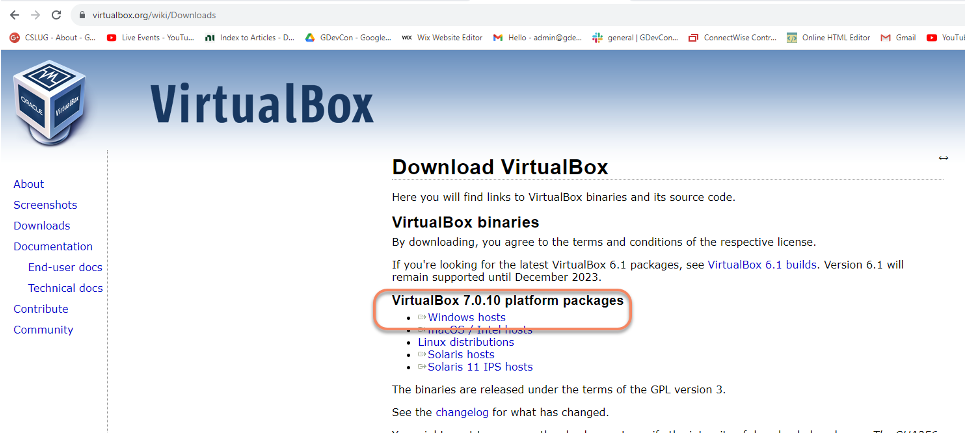 virtualbox.org/wiki/Downloads
CSLUG - About - G... Live Events - YouTu... Index to Articles - D... GDevCon - Google... WIX Wix Website Editor Hello - admin@gde... general | GDevCon... ConnectWise Contr... Online HTML Editor Gmail YouTu
ORACLE
VirtualBox
VirtualBox
Download VirtualBox
Here you will find links to VirtualBox binaries and its source code.
VirtualBox binaries
By downloading, you agree to the terms and conditions of the respective license.
If you're looking for the latest VirtualBox 6.1 packages, see VirtualBox 6.1 builds. Version 6.1 will
remain supported until December 2023.
VirtualBox 7.0.10 platform packages
Windows hosts
macOS / Intel hosts
Linux distributions
Solaris hosts
Solaris 11 IPS hosts
The binaries are released under the terms of the GPL version 3.
See the changelog for what has changed.
About
Screenshots
Downloads
Documentation
End-user docs
Technical docs
Contribute
Community